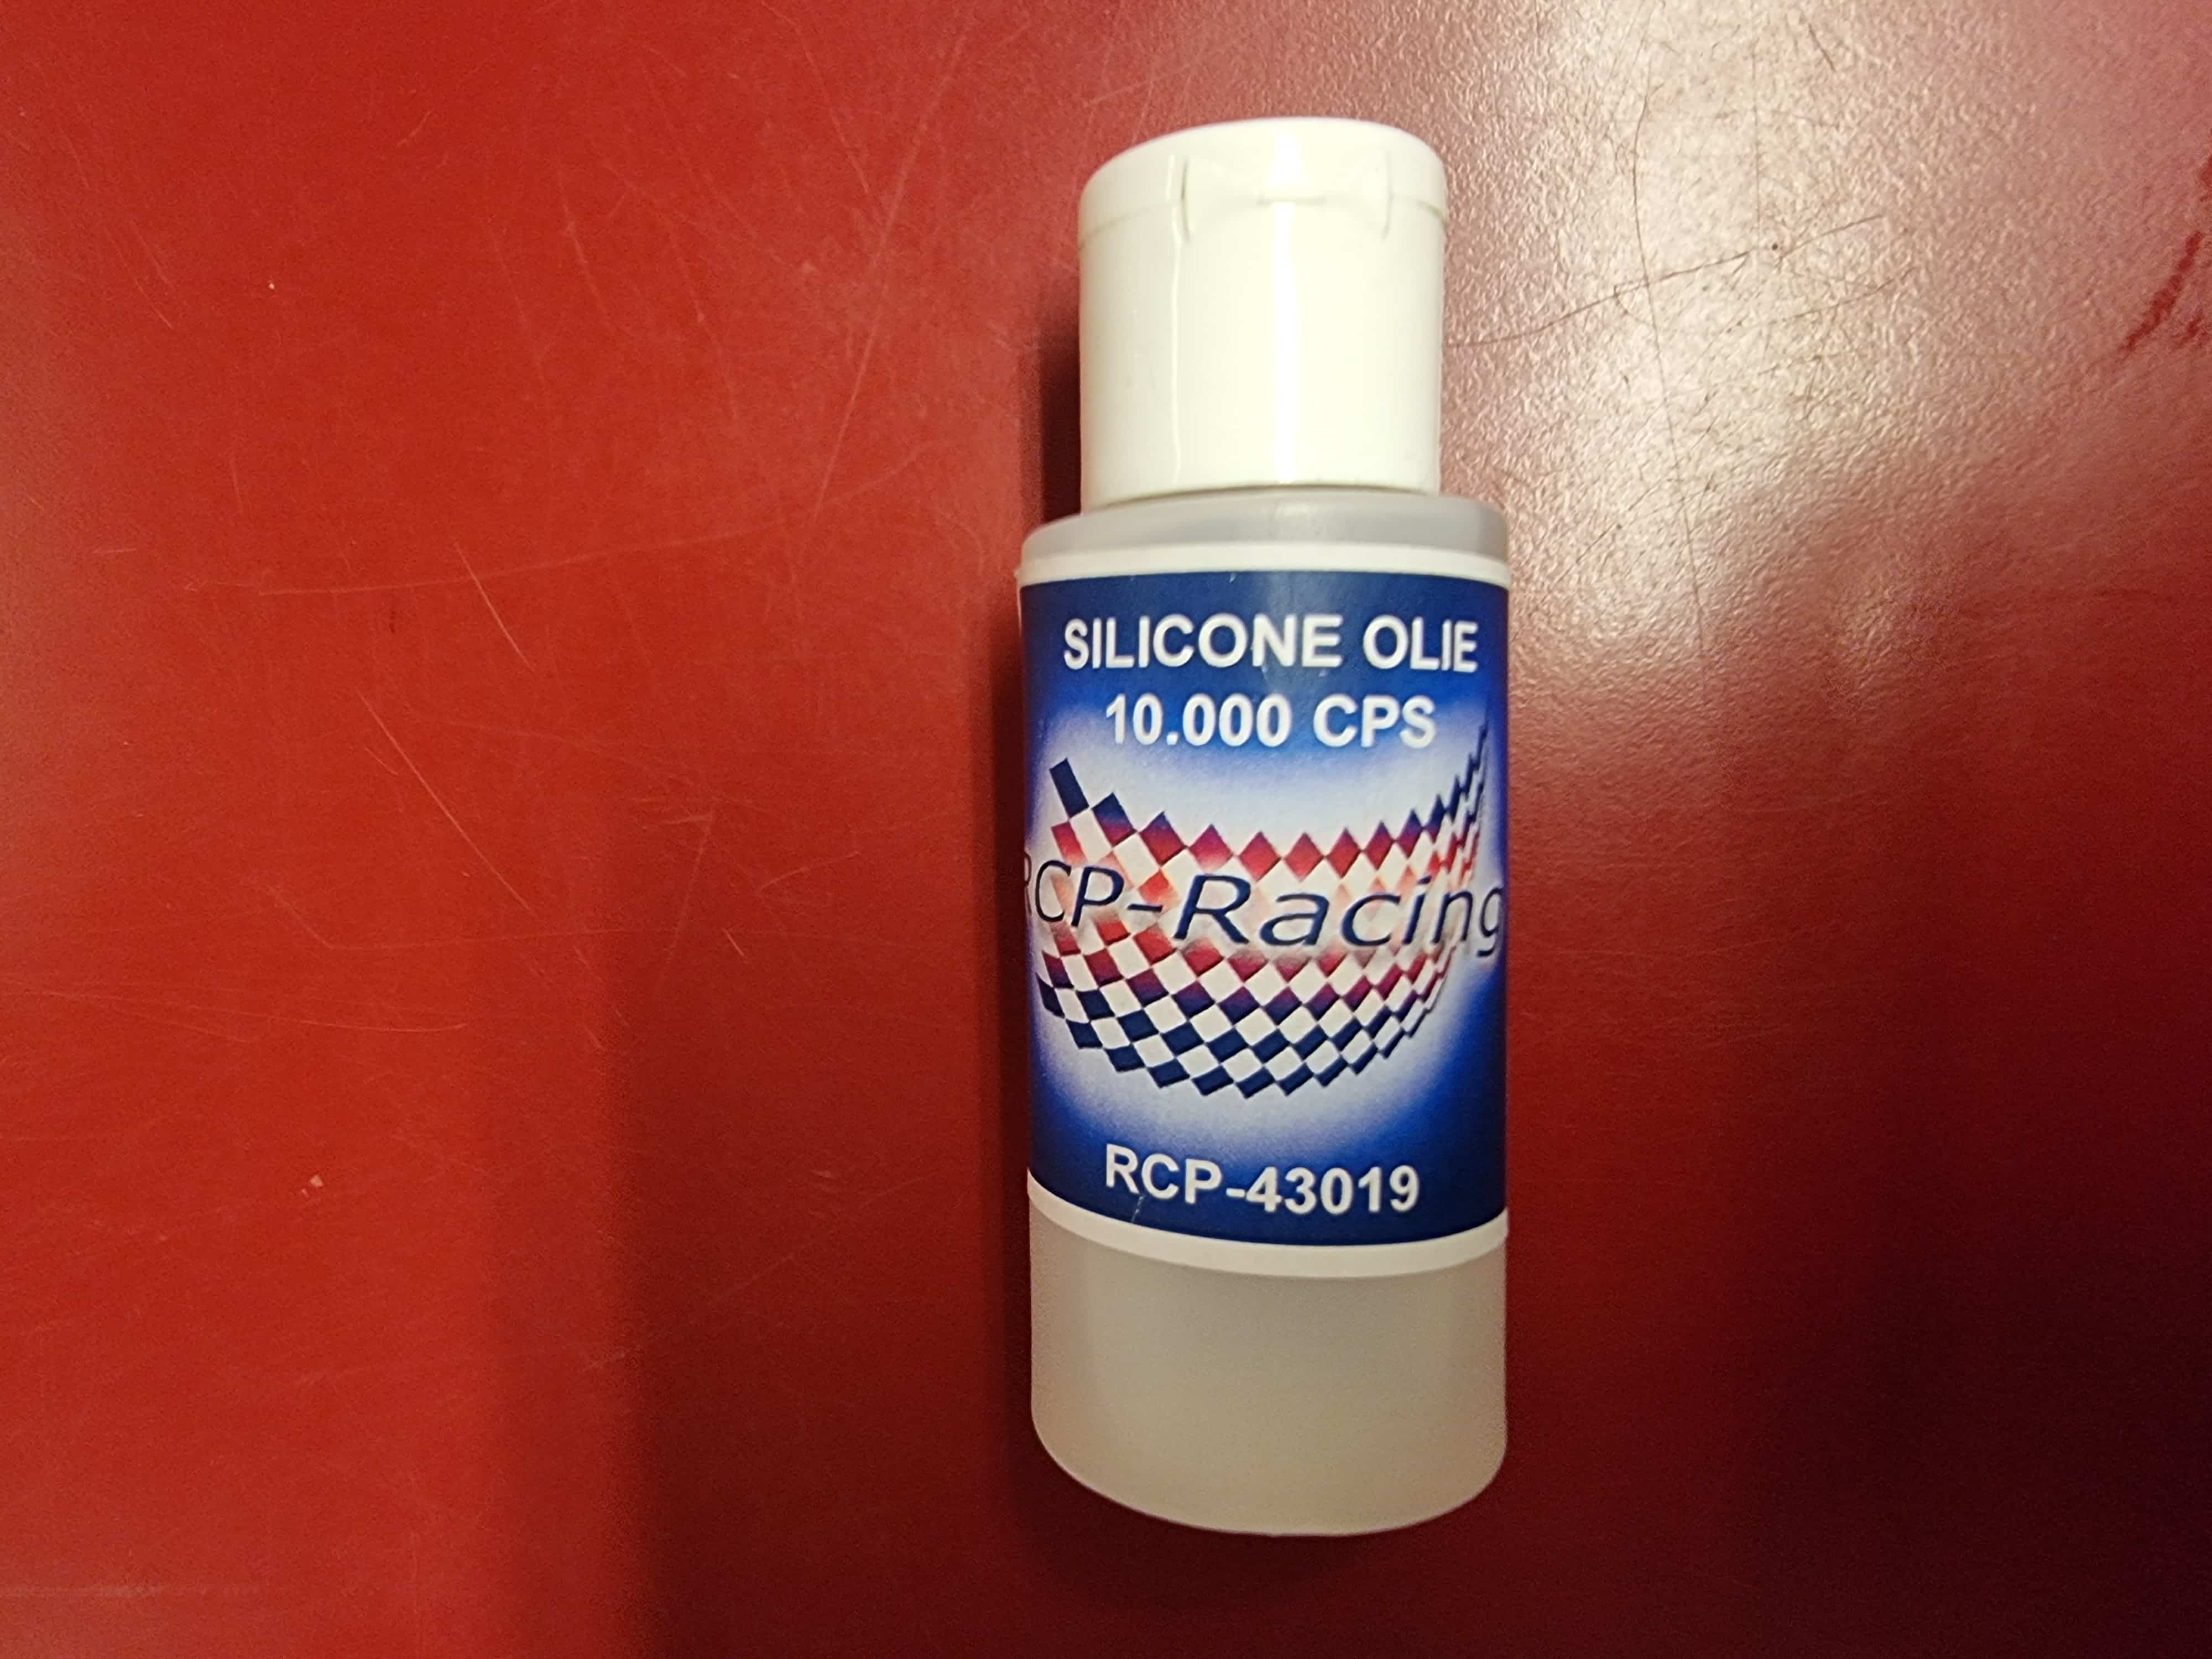 SILICONE OLIE
10.000 CPS
RCP-Racing
RCP-43019